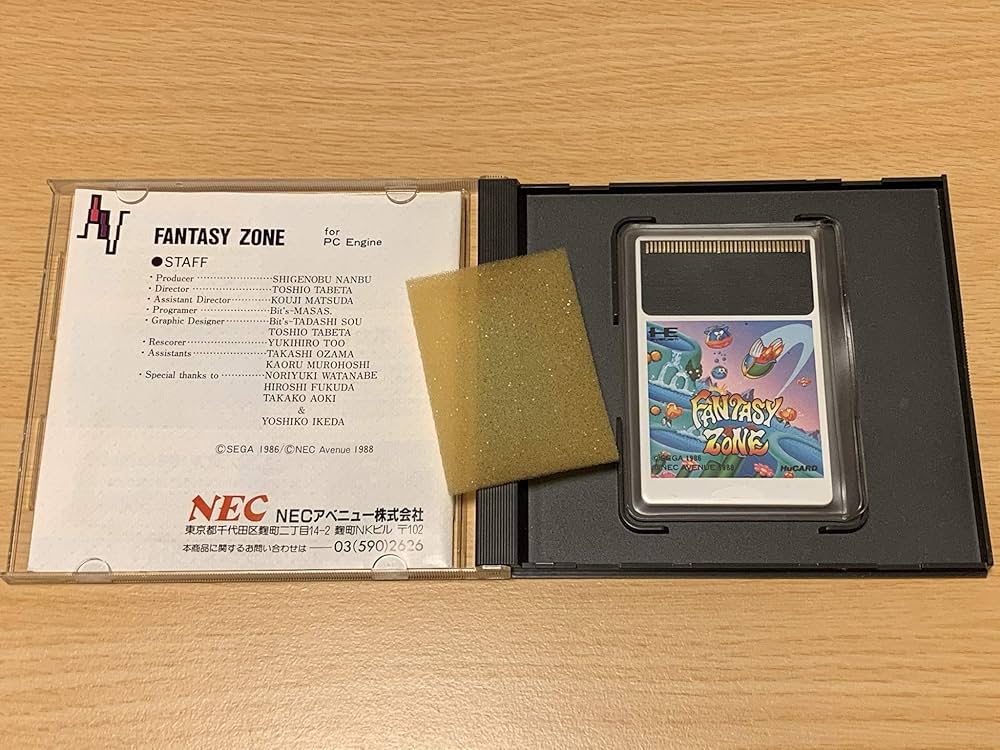 AV
FANTASY ZONE
for
PC Engine
●STAFF
・Producer ··················SHIGENOBU NANBU
・Director ··················TOSHIO TABETA
・Assistant Director ··········KOUJI MATSUDA
・Programer ················Bit's-MASAS.
・Graphic Designer ··········Bit's-TADASHI SOU
TOSHIO TABETA
・Rescorer ··················YUKIHIRO TOO
・Assistants ················TAKASHI OZAMA
KAORU MUROHOSHI
・Special thanks to ············NORIYUKI WATANABE
HIROSHI FUKUDA
TAKAKO AOKI
&
YOSHIKO IKEDA
©SEGA 1986/©NEC Avenue 1988
NEC NECアベニュー株式会社
東京都千代田区麹町二丁目14-2 麹町NKビル 〒102
本商品に関するお問い合わせは──03(590)2626
HE
FANTASY
ZONE
©SEGA 1986
©NEC AVENUE 1988
HuCARD